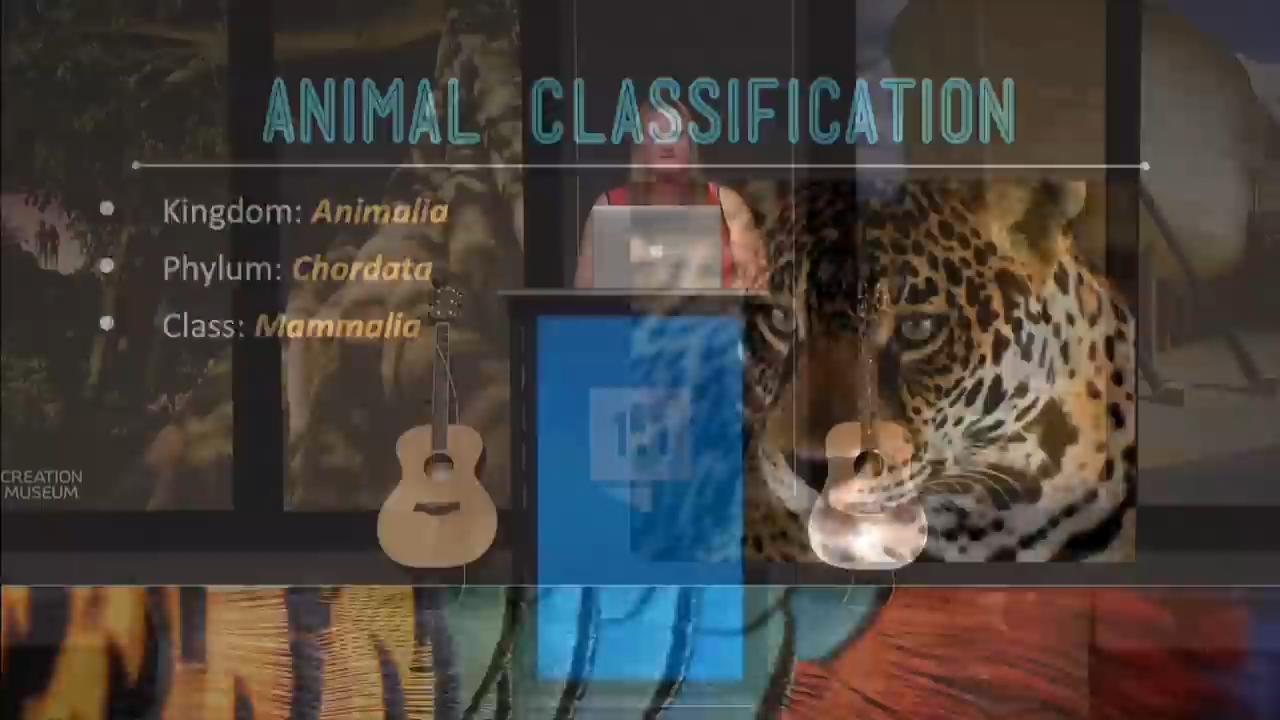 ANIMAL CLASSIFICATION
Kingdom: Animalia
Phylum: Chordata
Class: Mammalia
CREATION
MUSEUM